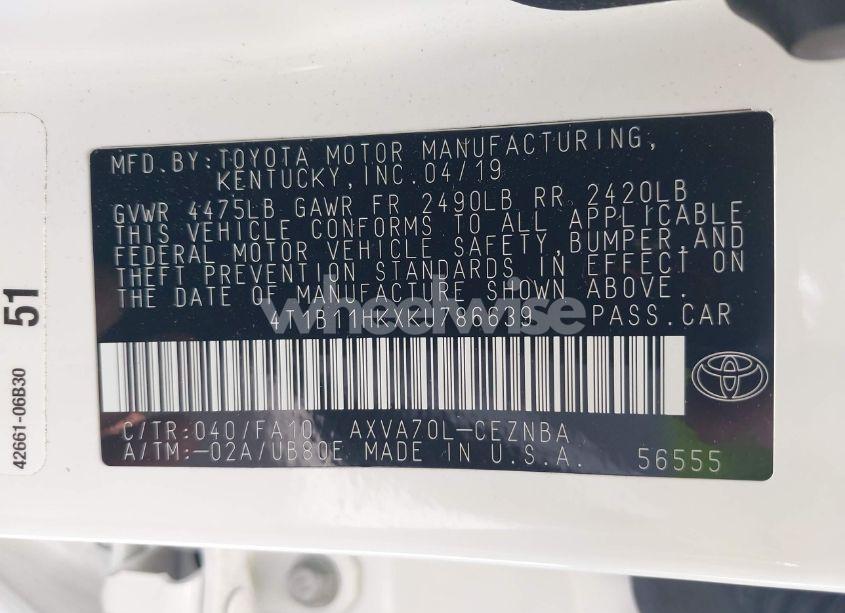 MFD.BY:TOYOTA MOTOR MANUFACTURING,
KENTUCKY,INC.04/19
GVWR 4475LB GAWR FR 2490LB RR 2420LB
THIS VEHICLE CONFORMS TO ALL APPLICABLE
FEDERAL MOTOR VEHICLE SAFETY,BUMPER,AND
THEFT PREVENTION STANDARDS IN EFFECT ON
THE DATE OF MANUFACTURE SHOWN ABOVE.
PASS.CAR
wheelwise
C/TR:040/FA10 AXVA70L-CEZNBA
A/TM:-02A/UB80E MADE IN U.S.A. 56555
51
42661-06B30